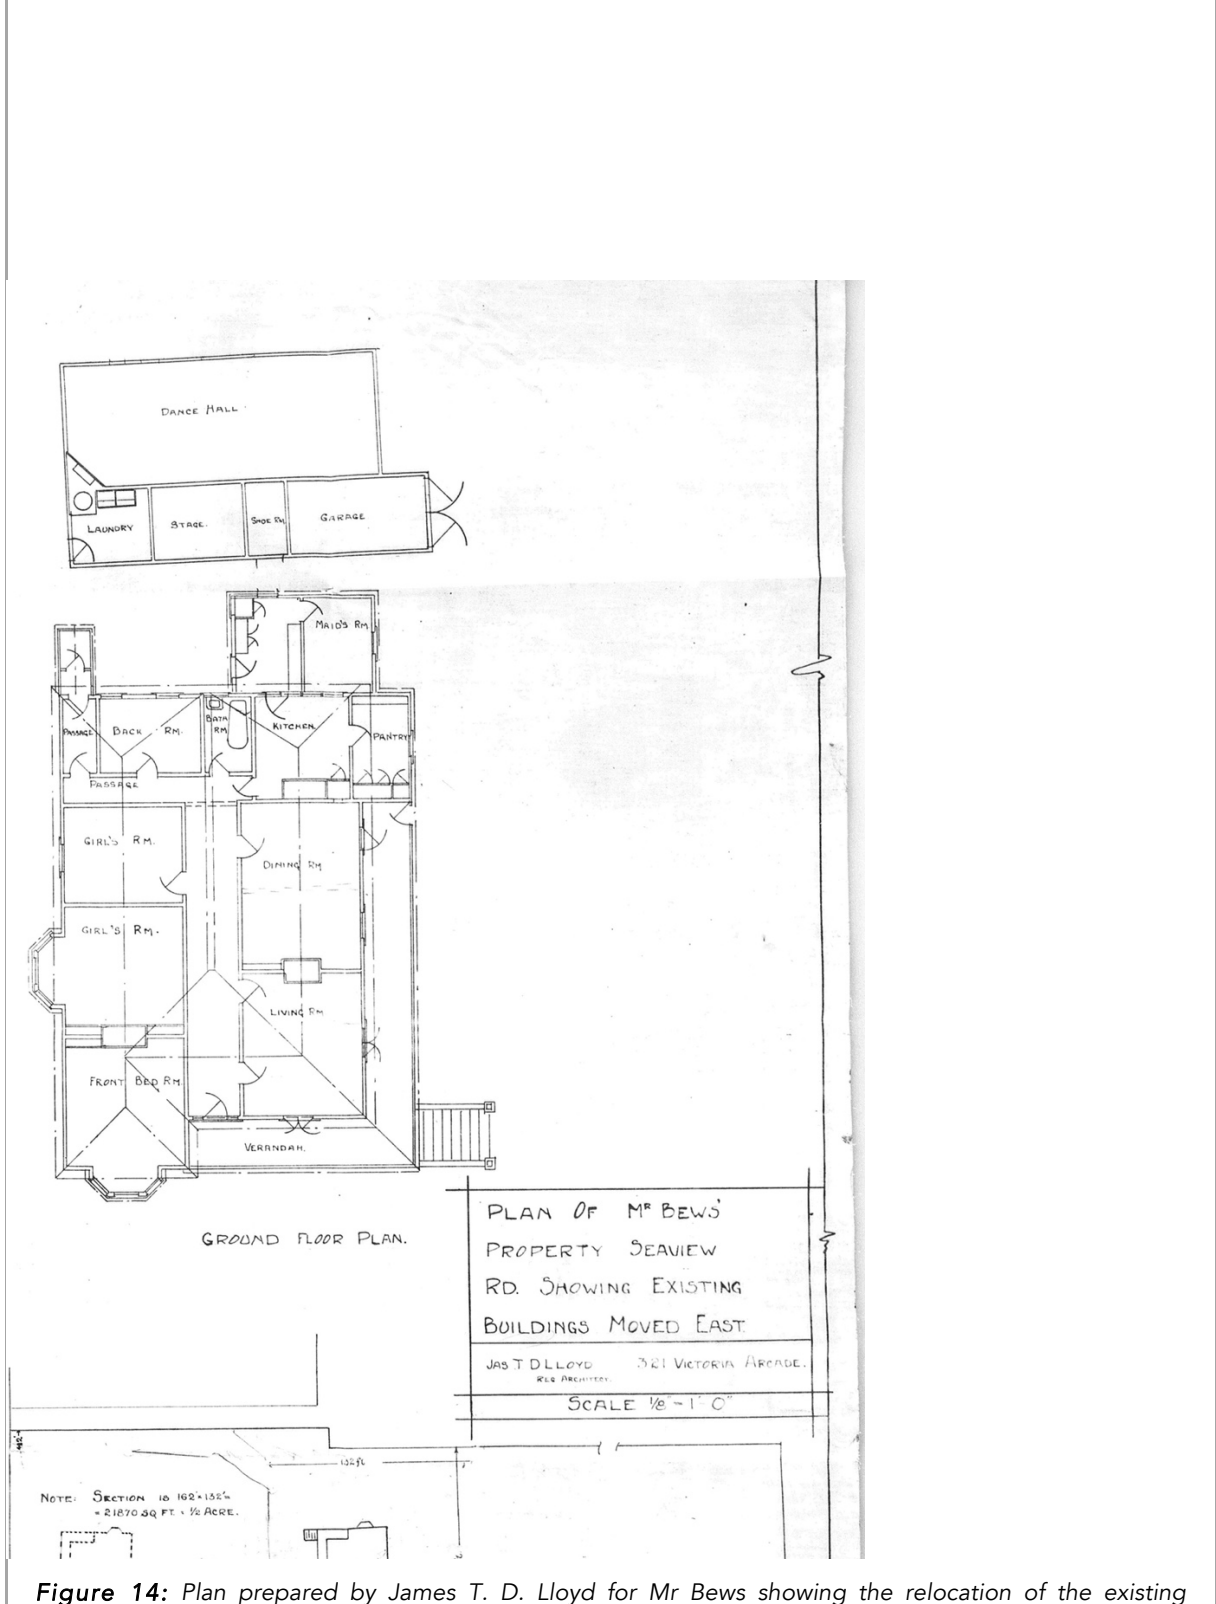 DANCE HALL
LAUNDRY
STAGE.
SHOE RM.
GARAGE
MAID'S RM
BATH
RM
KITCHEN
PASSAGE
BACK RM.
PANTRY
PASSAGE
GIRL'S RM.
DINING RM
GIRL'S RM.
LIVING RM
FRONT BED RM.
VERANDAH.
GROUND FLOOR PLAN.
PLAN OF MR BEWS'
PROPERTY SEAVIEW
RD. SHOWING EXISTING
BUILDINGS MOVED EAST.
JAS T D LLOYD 321 VICTORIA ARCADE.
REG ARCHITECT.
SCALE 1/8" - 1' 0"
132 ft
NOTE: SECTION IS 162' x 132' =
= 21870 SQ FT. = 1/2 ACRE.
Figure 14: Plan prepared by James T. D. Lloyd for Mr Bews showing the relocation of the existing